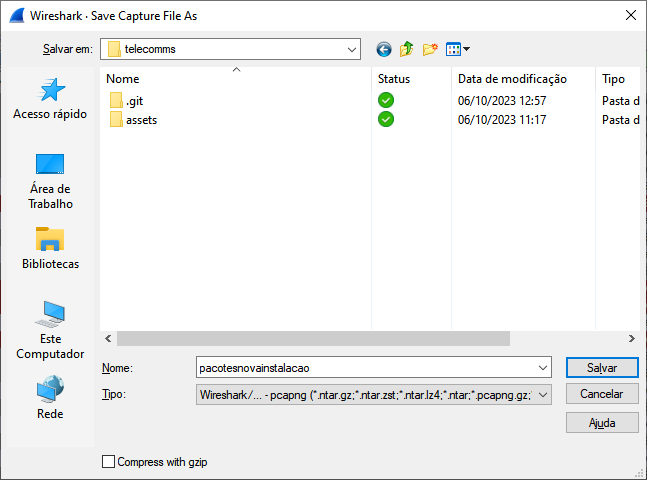 Wireshark · Save Capture File As
Salvar em: telecomms
Nome Status Data de modificação Tipo
.git 06/10/2023 12:57 Pasta d
assets 06/10/2023 11:17 Pasta d
Acesso rápido
Área de
Trabalho
Bibliotecas
Este
Computador
Rede
Nome: pacotesnovainstalacao Salvar
Tipo: Wireshark/... - pcapng (*.ntar.gz;*.ntar.zst;*.ntar.lz4;*.ntar;*.pcapng.gz; Cancelar
Ajuda
Compress with gzip